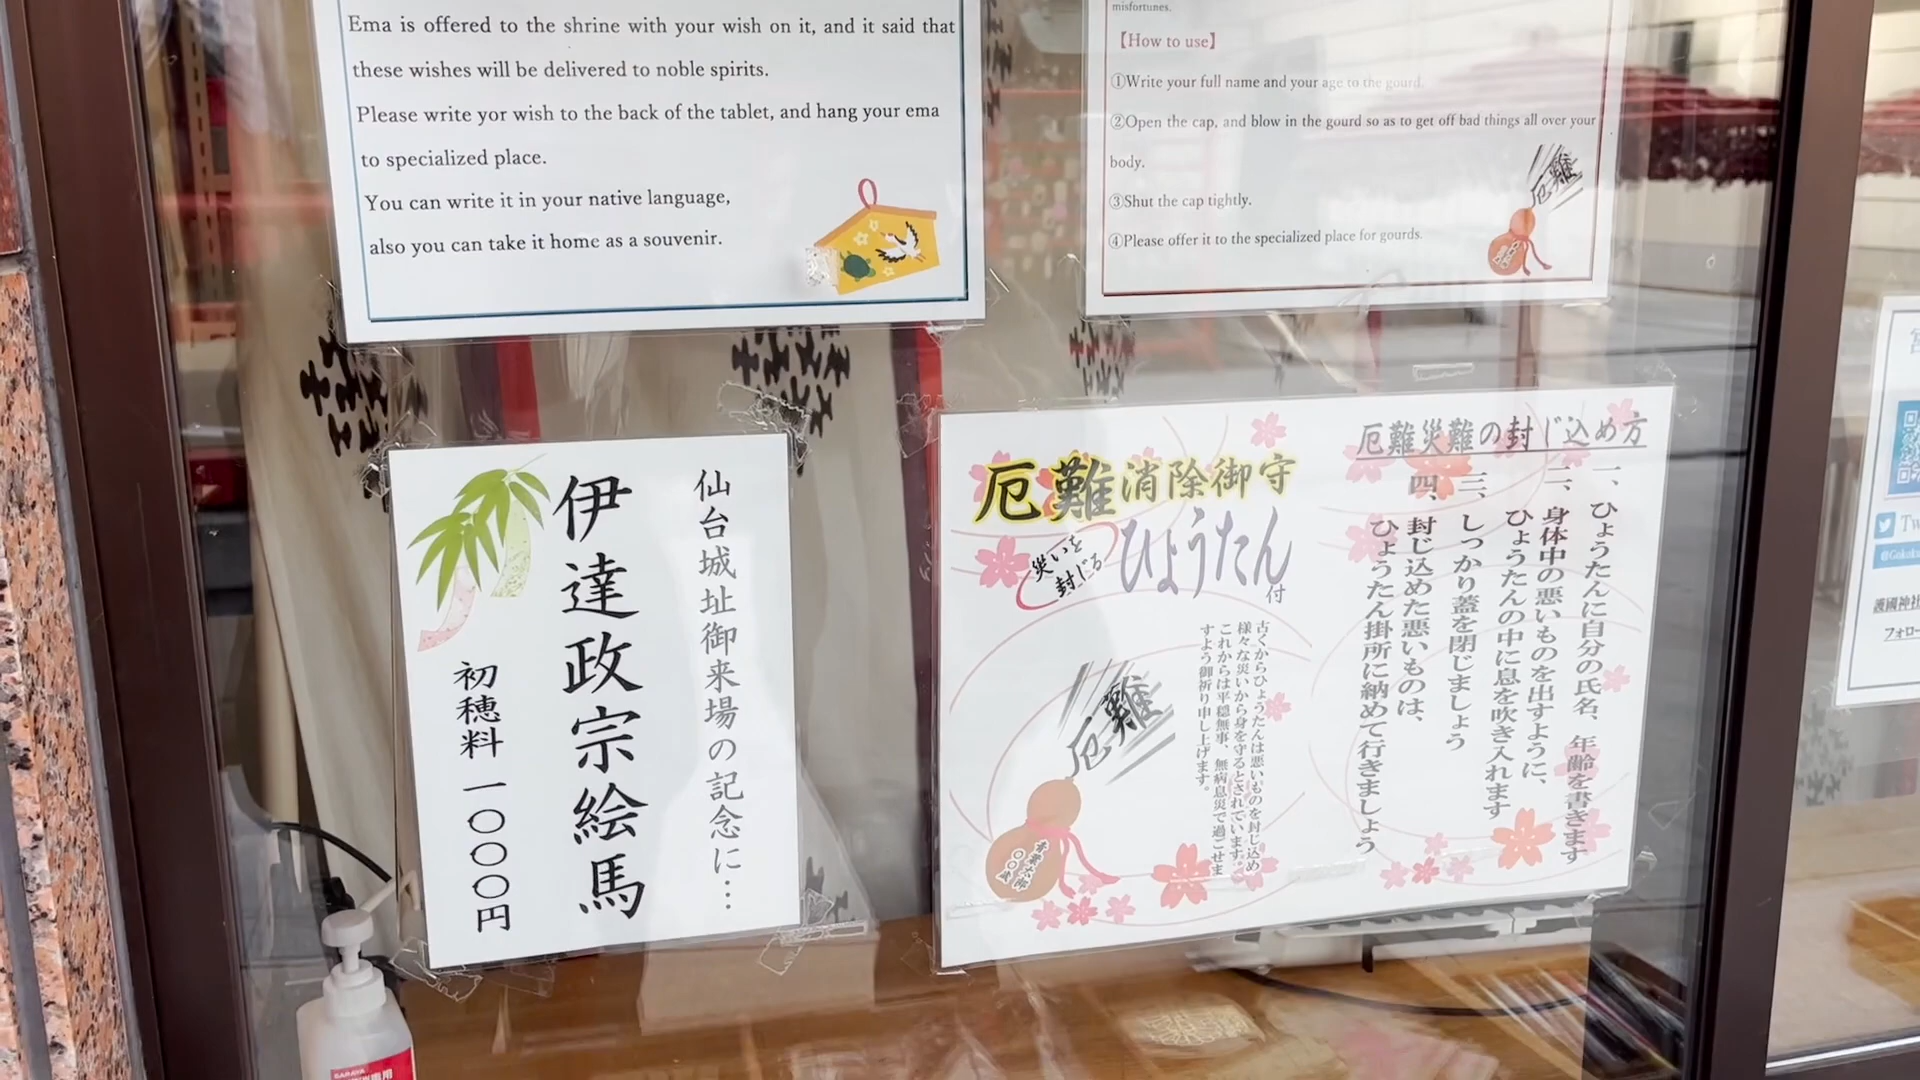 Ema is offered to the shrine with your wish on it, and it said that
these wishes will be delivered to noble spirits.
Please write yor wish to the back of the tablet, and hang your ema
to specialized place.
You can write it in your native language,
also you can take it home as a souvenir.
misfortunes.
【How to use】
①Write your full name and your age to the gourd.
②Open the cap, and blow in the gourd so as to get off bad things all over your
body.
③Shut the cap tightly.
④Please offer it to the specialized place for gourds.
厄難
仙台城址御来場の記念に…
伊達政宗絵馬
初穂料 一〇〇〇円
厄難消除御守
災いを
封じる
ひょうたん付
古くからひょうたんは悪いものを封じ込め
様々な災いから身を守るとされています。
これからは平穏無事、無病息災で過ごせま
すよう御祈り申し上げます。
厄難
〇〇歳
厄難災難の封じ込め方
一、ひょうたんに自分の氏名、年齢を書きます
二、身体中の悪いものを出すように、
ひょうたんの中に息を吹き入れます
三、しっかり蓋を閉じましょう
四、封じ込めた悪いものは、
ひょうたん掛所に納めて行きましょう
護國神社
フォロー